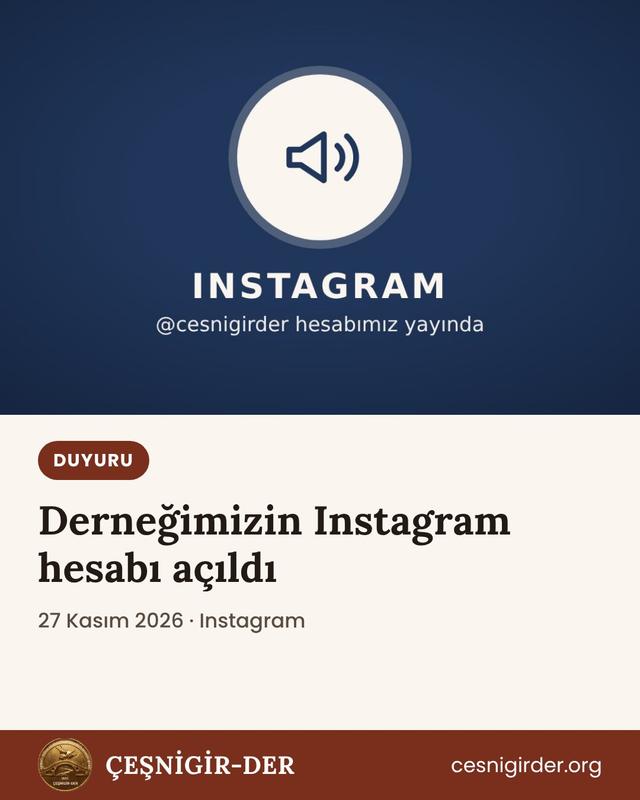 INSTAGRAM
@cesnigirder hesabımız yayında
DUYURU
Derneğimizin Instagram
hesabı açıldı
27 Kasım 2026 · Instagram
ÇEŞNİGİR-DER
cesnigirder.org